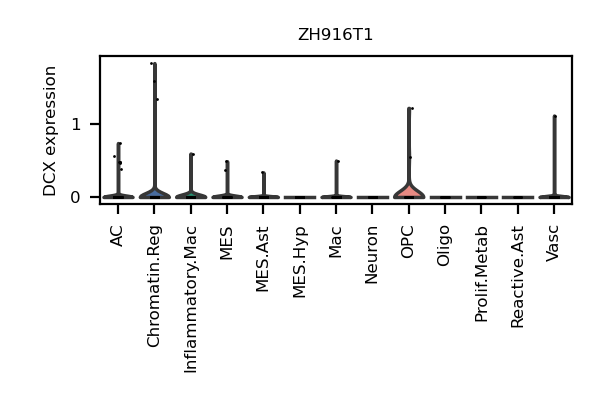 ZH916T1
DCX expression
1
0
AC
Chromatin.Reg
Inflammatory.Mac
MES
MES.Ast
MES.Hyp
Mac
Neuron
OPC
Oligo
Prolif.Metab
Reactive.Ast
Vasc